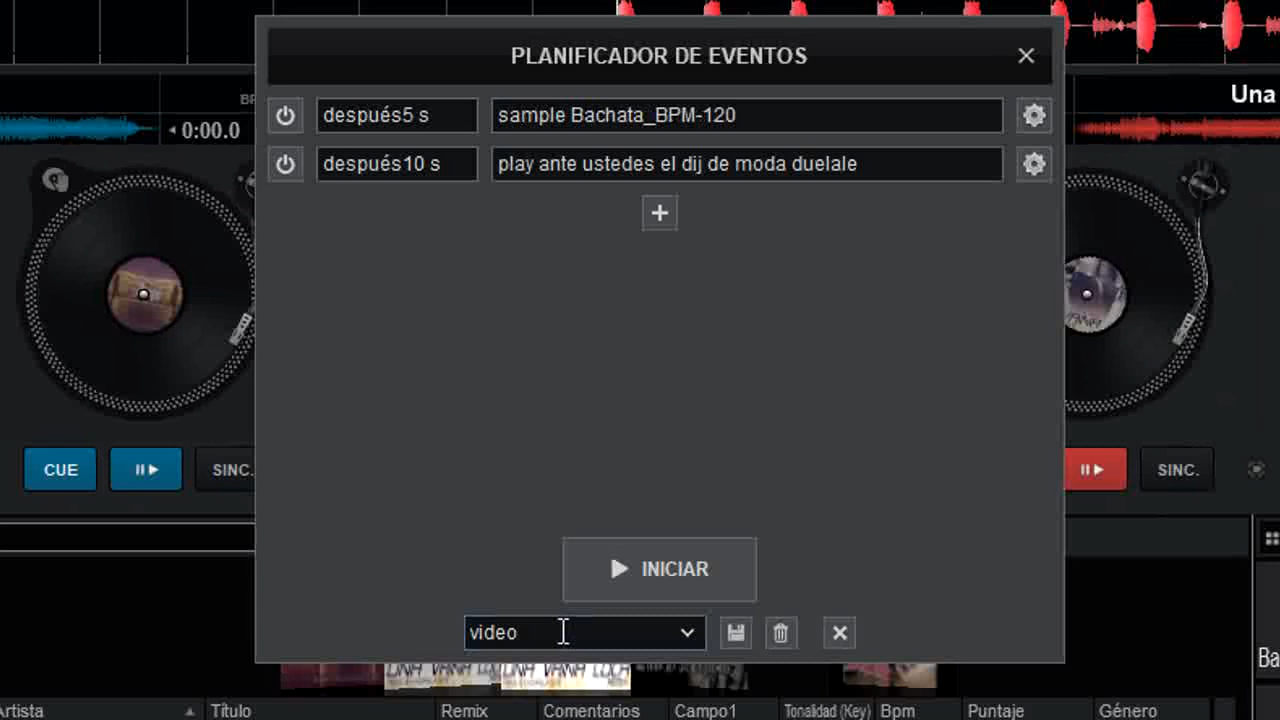 PLANIFICADOR DE EVENTOS
Una
0:00.0
después5 s
sample Bachata_BPM-120
después10 s
play ante ustedes el dij de moda duelale
CUE
SINC.
SINC.
INICIAR
video
Ba
Artista
Título
Remix
Comentarios
Campo1
Tonalidad (Key)
Bpm
Puntaje
Género